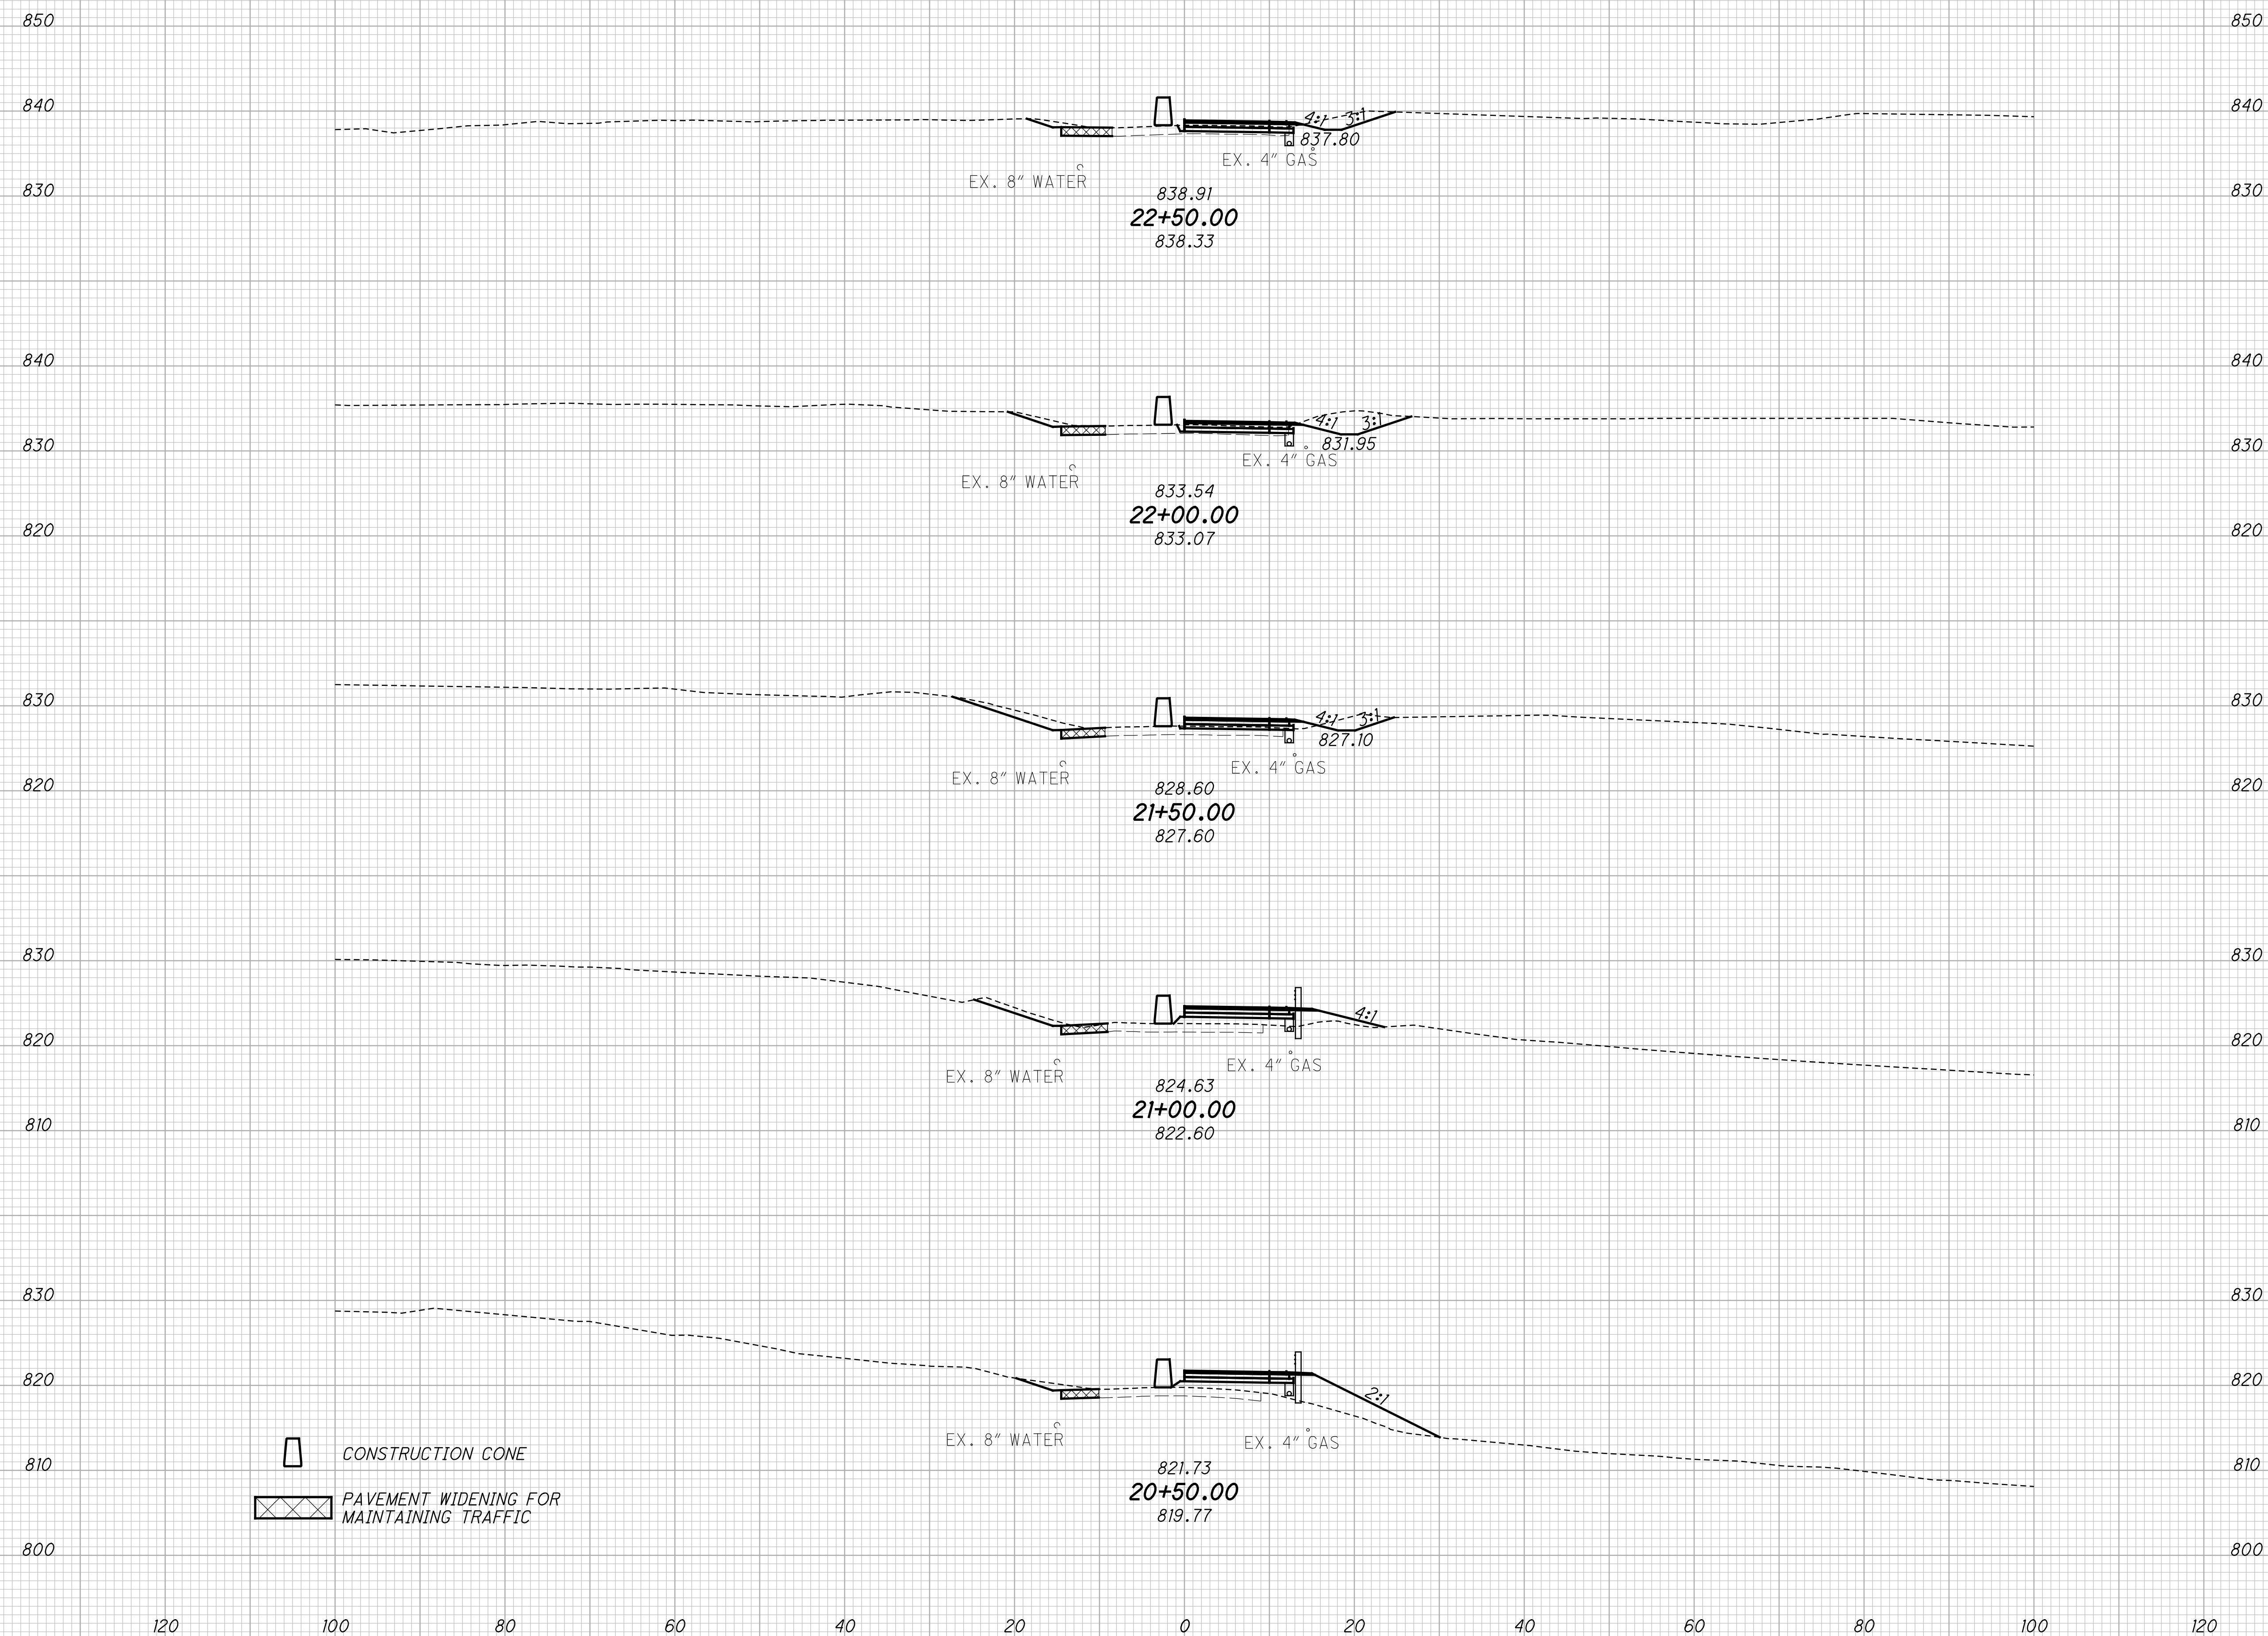 850 850
840 840
4:1 3:1
837.80
EX. 4" GAS
EX. 8" WATER
830 838.91 830
22+50.00
838.33
840 840
4:1 3:1
830 831.95 830
EX. 4" GAS
EX. 8" WATER
833.54
22+00.00
820 833.07 820
830 830
4:1 3:1
827.10
EX. 4" GAS
EX. 8" WATER
820 828.60 820
21+50.00
827.60
830 830
4:1
820 820
EX. 4" GAS
EX. 8" WATER
824.63
21+00.00
810 822.60 810
830 830
820 820
2:1
EX. 8" WATER EX. 4" GAS
CONSTRUCTION CONE
810 821.73 810
20+50.00
PAVEMENT WIDENING FOR
MAINTAINING TRAFFIC
819.77
800 800
120 100 80 60 40 20 0 20 40 60 80 100 120